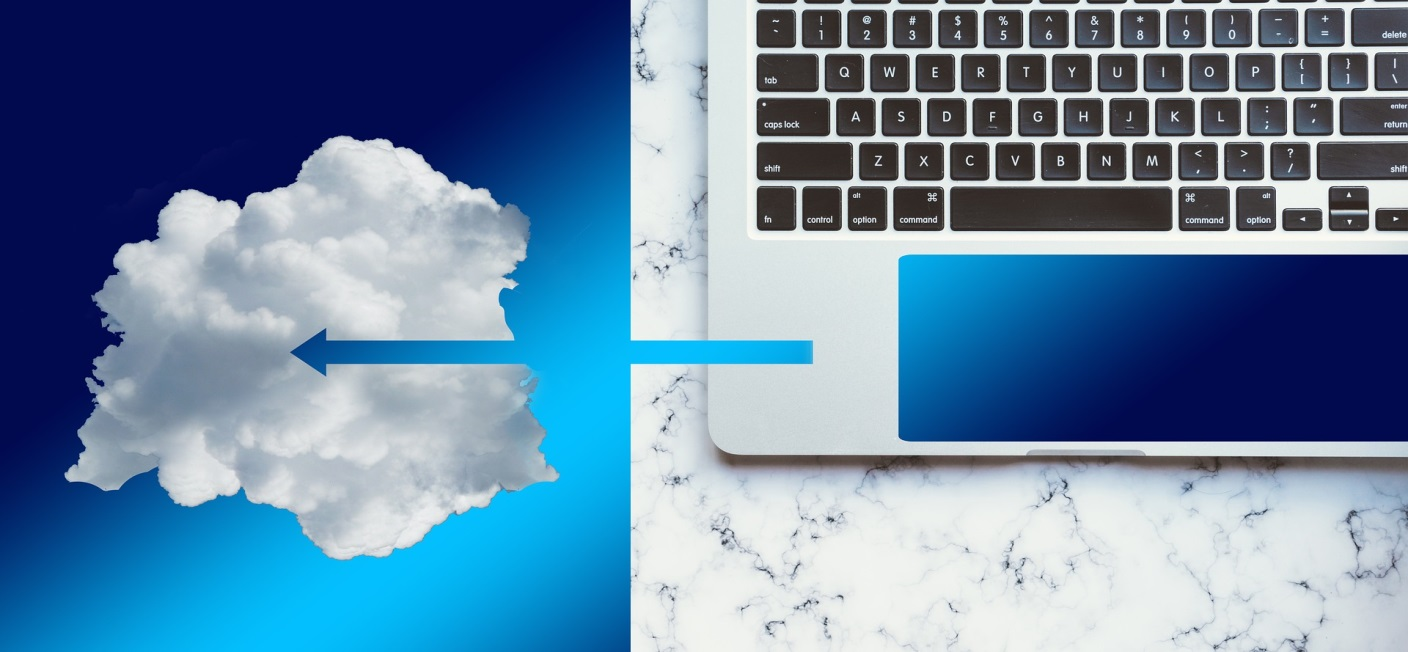 ~ ! @ # $ % ^ & * ( ) — +
` 1 2 3 4 5 6 7 8 9 0 - = delete
tab Q W E R T Y U I O P { [ } ] | \
caps lock A S D F G H J K L : ; " ' enter return
shift Z X C V B N M < , > . ? / shift
fn control alt option ⌘ command ⌘ command alt option ◄ ▲ ▼ ►